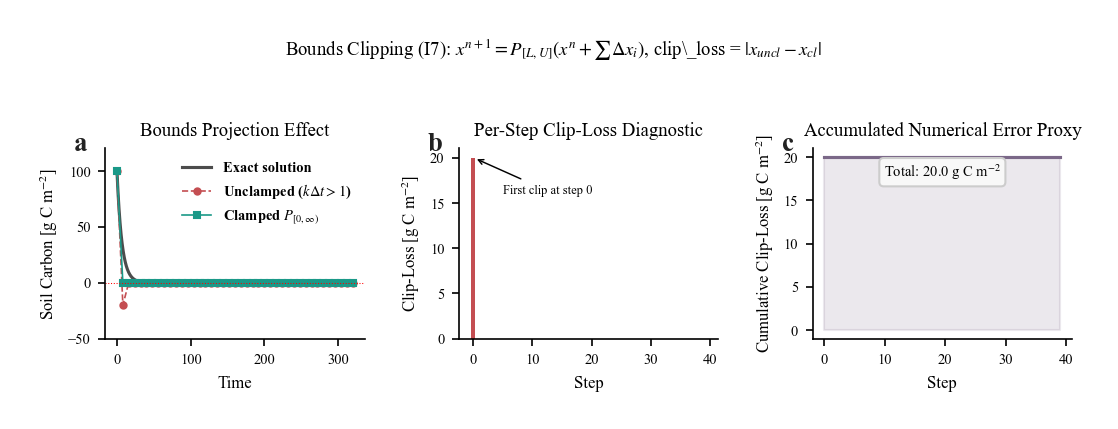 Bounds Clipping (I7): $x^{n+1} = P_{[L, U]}(x^n + \sum \Delta x_i)$, clip\_loss = $|x_{uncl} - x_{cl}|$
a
Bounds Projection Effect
Soil Carbon [g C m⁻²]
100
50
0
−50
Exact solution
Unclamped (kΔt > 1)
Clamped $P_{[0, \infty)}$
0
100
200
300
Time
b
Per-Step Clip-Loss Diagnostic
Clip-Loss [g C m⁻²]
20
15
10
5
0
First clip at step 0
0
10
20
30
40
Step
c
Accumulated Numerical Error Proxy
Cumulative Clip-Loss [g C m⁻²]
20
15
10
5
0
Total: 20.0 g C m⁻²
0
10
20
30
40
Step